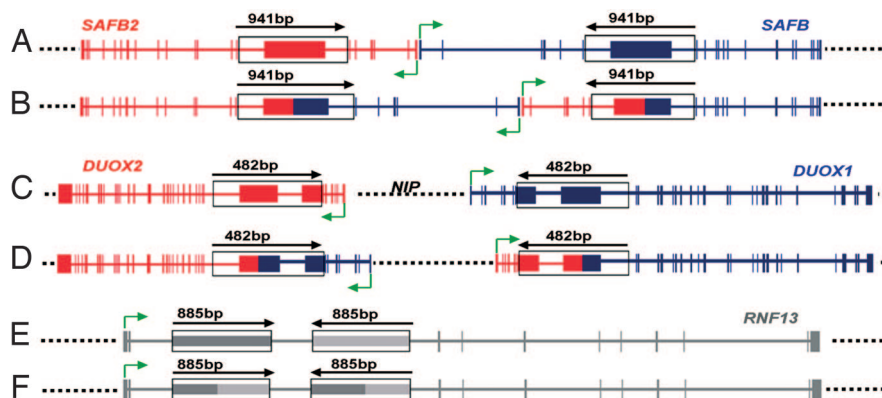 SAFB2 941bp 941bp SAFB
A
941bp 941bp
B
DUOX2 482bp 482bp DUOX1
C NIP
482bp 482bp
D
885bp 885bp RNF13
E
885bp 885bp
F